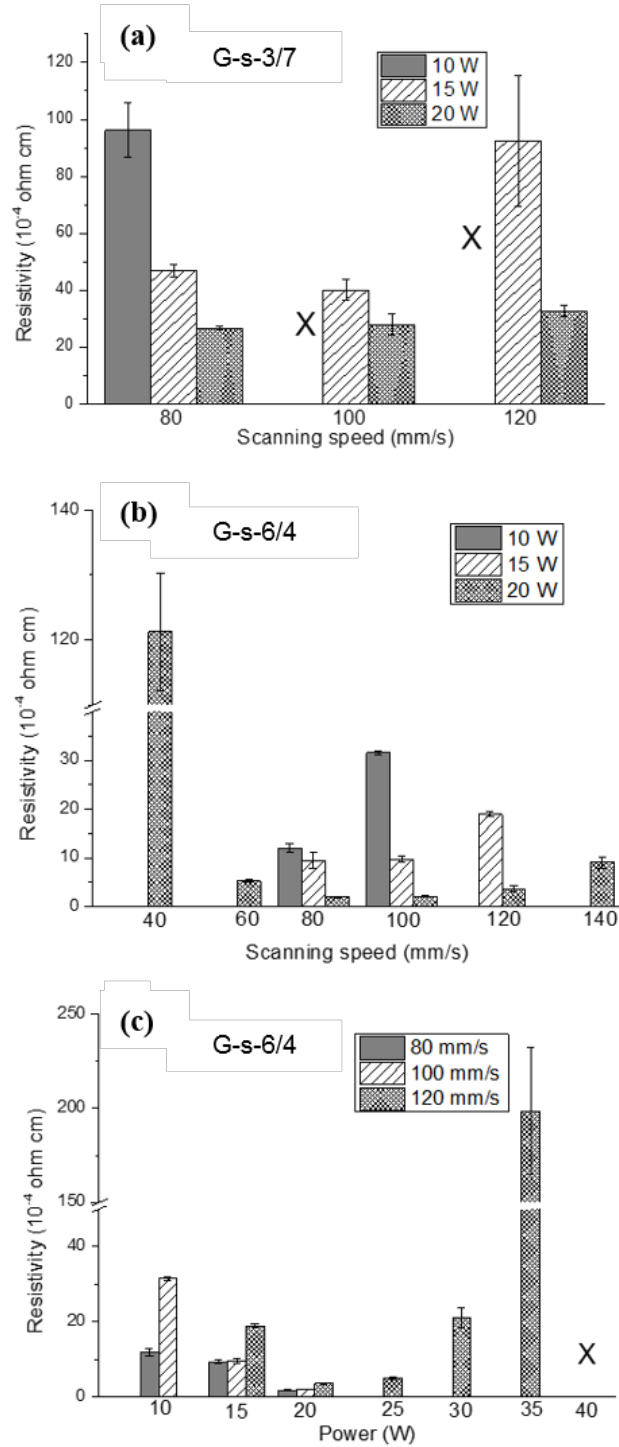 (a)
G-s-3/7
10 W
15 W
20 W
120
100
80
60
40
20
0
Resistivity (10⁻⁴ ohm cm)
X
X
80 100 120
Scanning speed (mm/s)
(b)
G-s-6/4
10 W
15 W
20 W
140
120
30
20
10
0
Resistivity (10⁻⁴ ohm cm)
40 60 80 100 120 140
Scanning speed (mm/s)
(c)
G-s-6/4
80 mm/s
100 mm/s
120 mm/s
250
200
150
40
20
0
Resistivity (10⁻⁴ ohm cm)
X
10 15 20 25 30 35 40
Power (W)